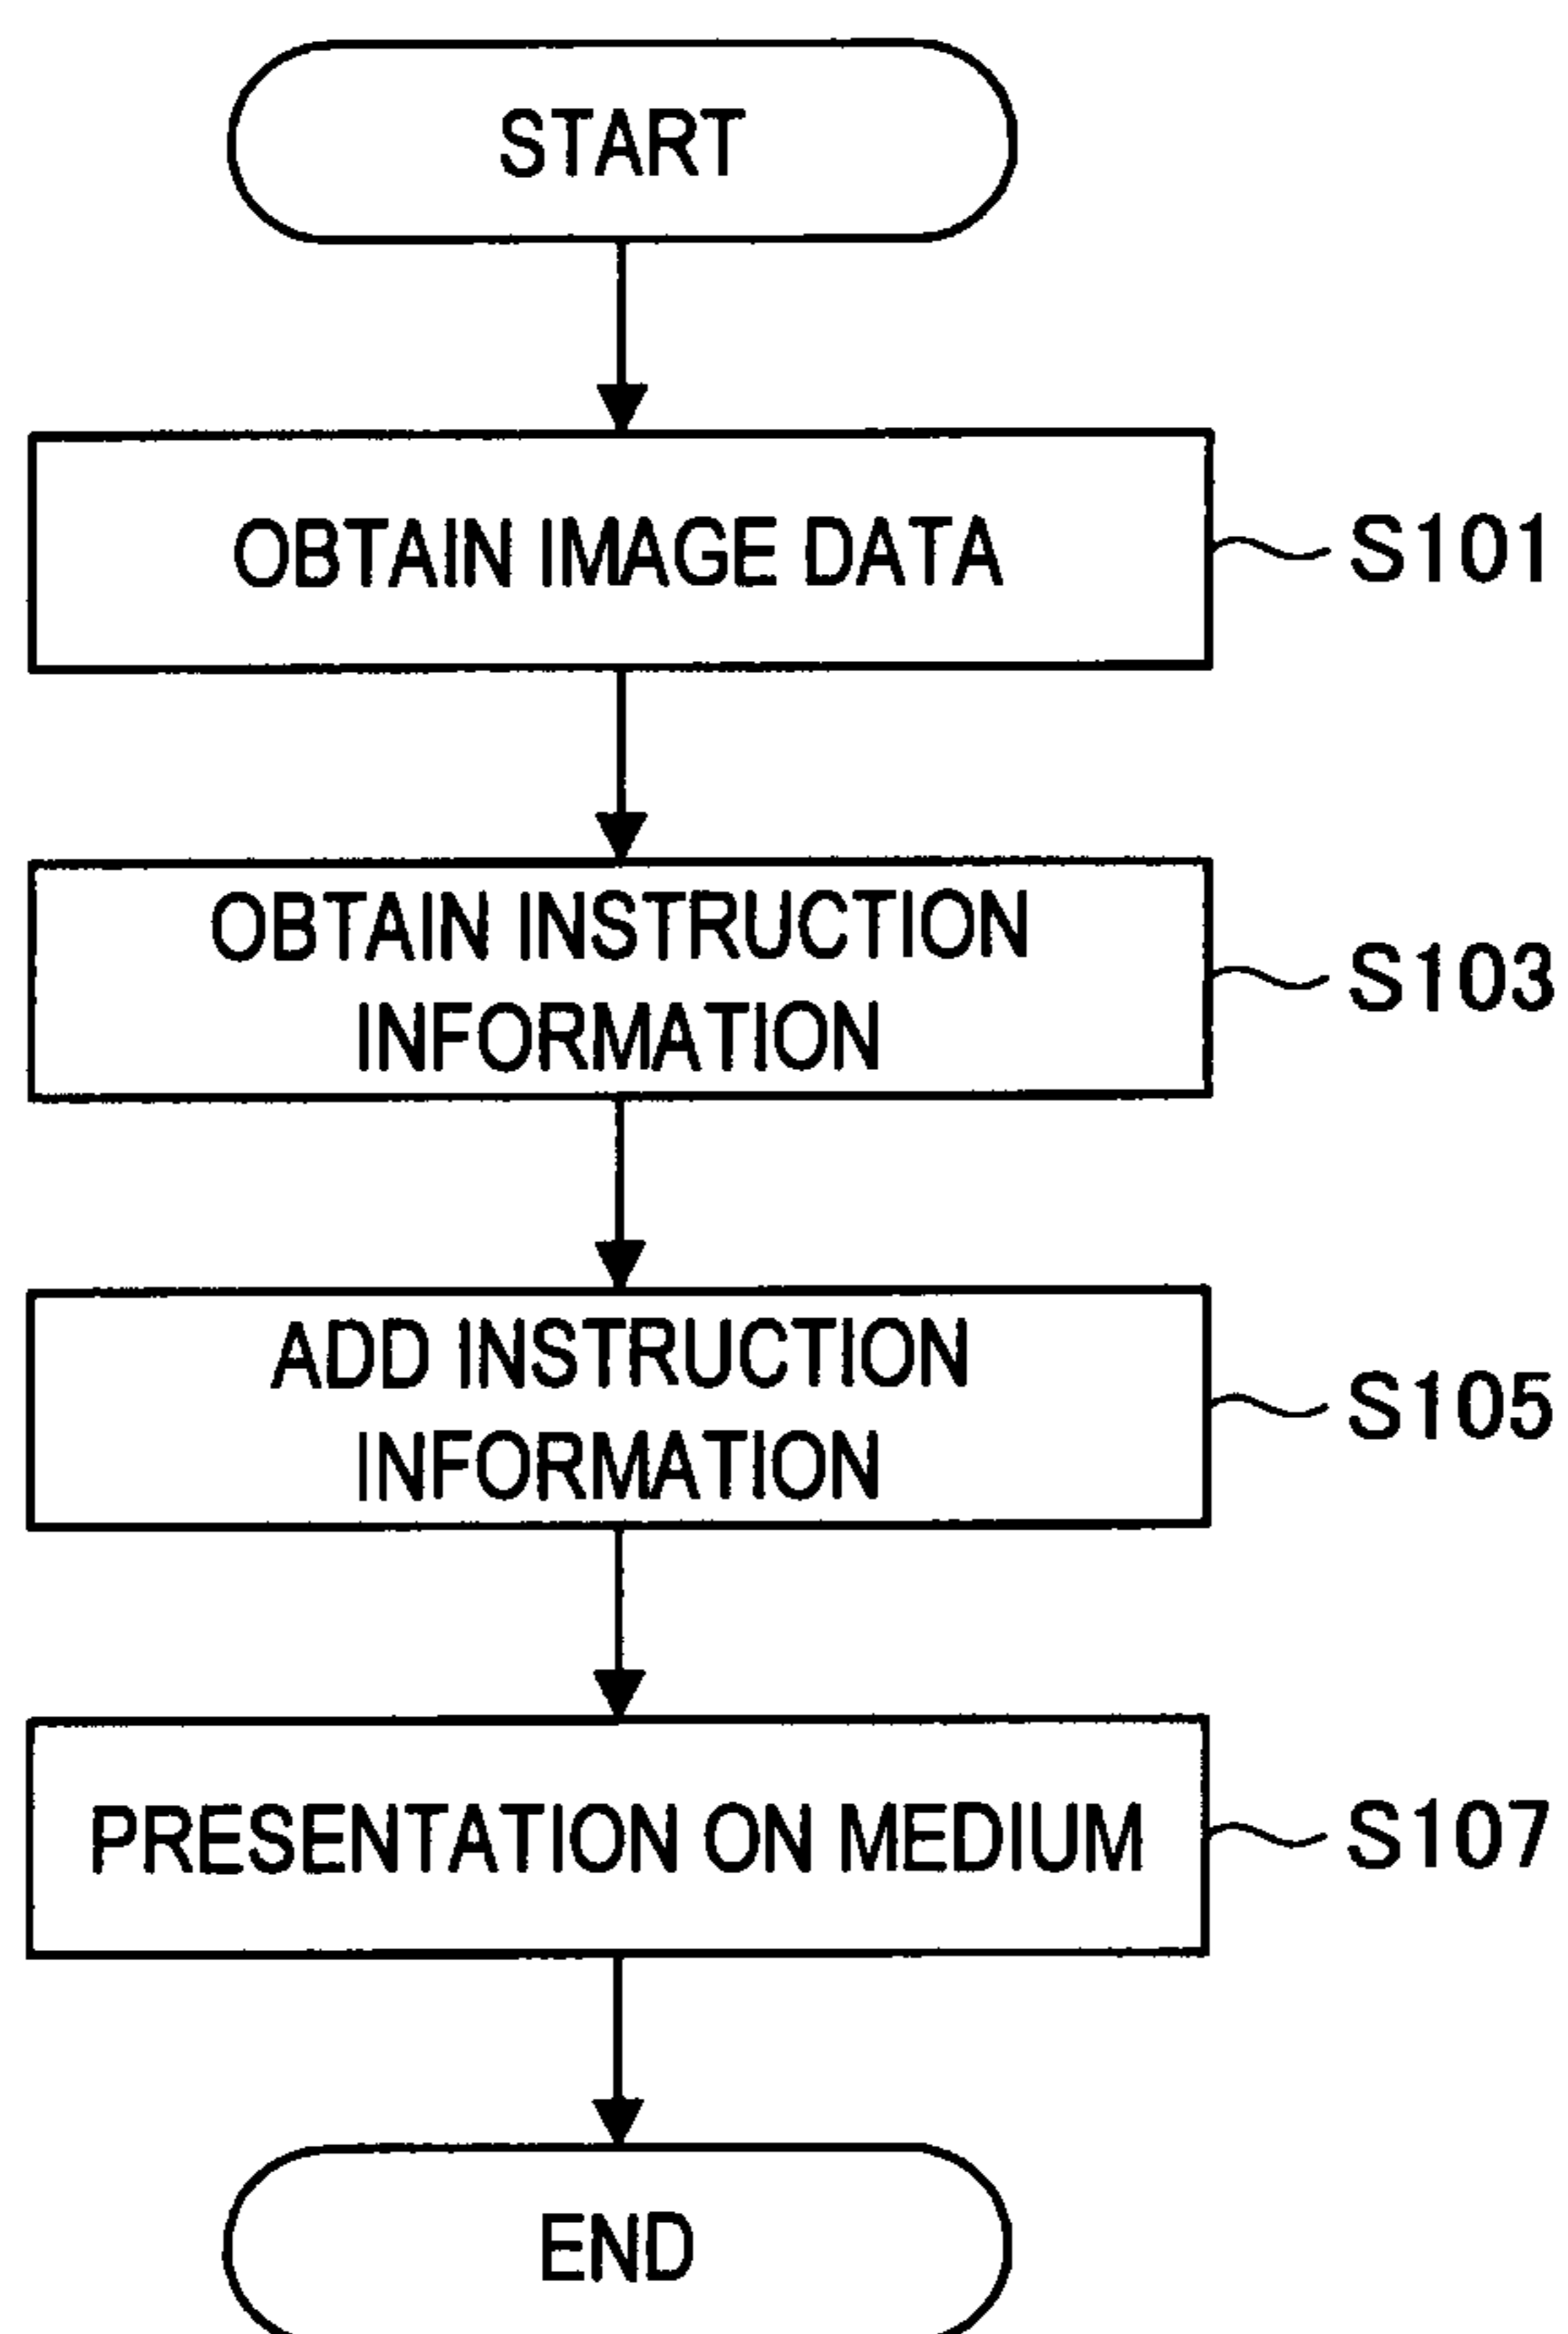 START
OBTAIN IMAGE DATA
S101
OBTAIN INSTRUCTION
INFORMATION
S103
ADD INSTRUCTION
INFORMATION
S105
PRESENTATION ON MEDIUM
S107
END